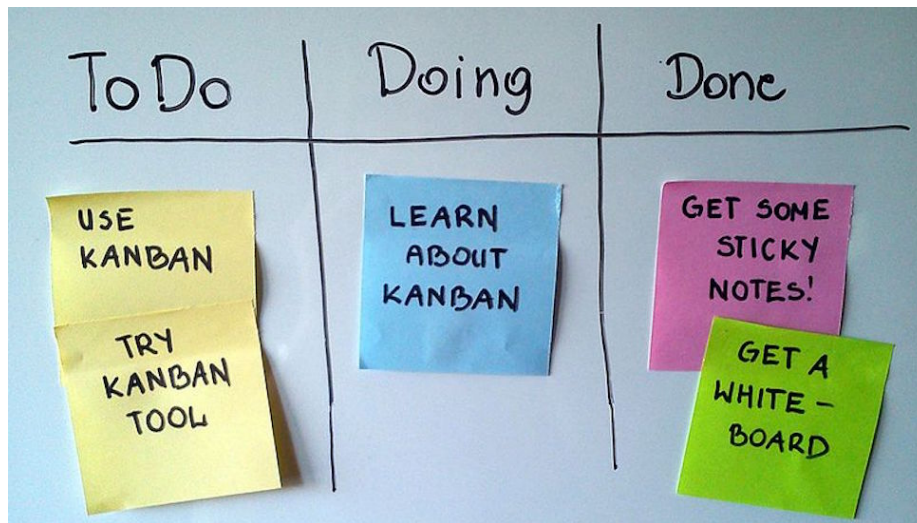 To Do
Doing
Done
USE
KANBAN
TRY
KANBAN
TOOL
LEARN
ABOUT
KANBAN
GET SOME
STICKY
NOTES!
GET A
WHITE -
BOARD